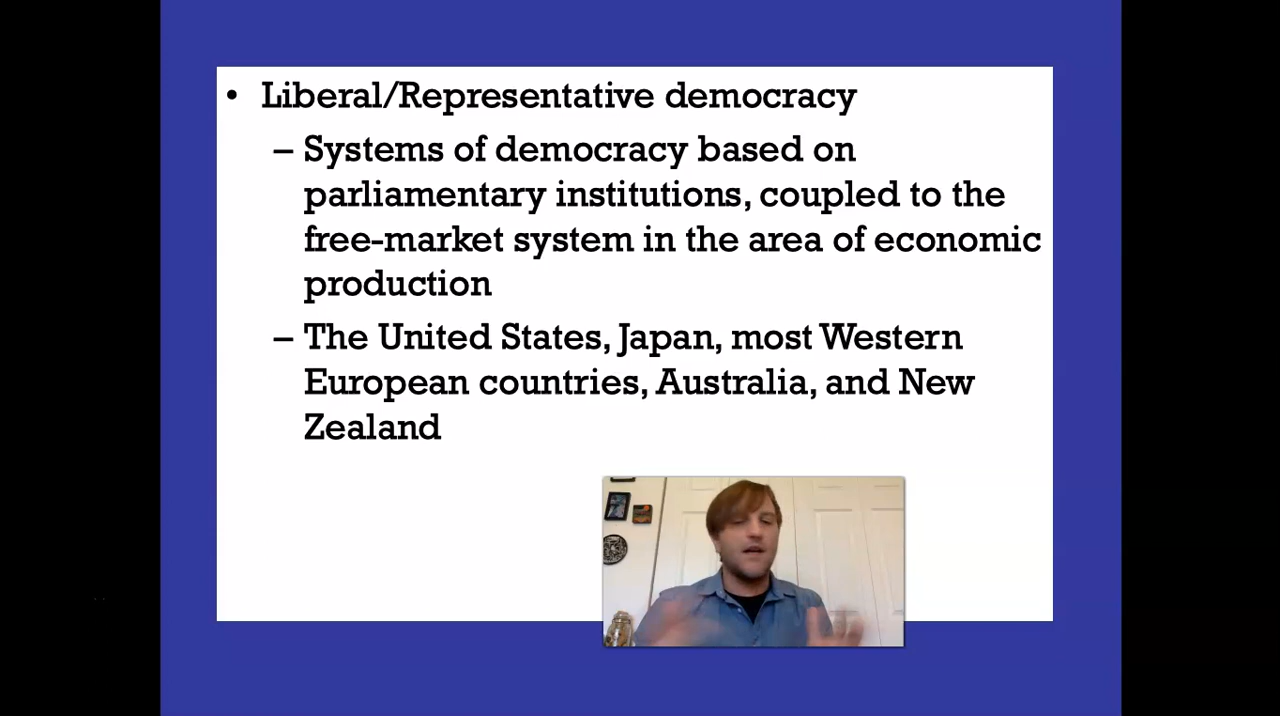 • Liberal/Representative democracy
– Systems of democracy based on
parliamentary institutions, coupled to the
free-market system in the area of economic
production
– The United States, Japan, most Western
European countries, Australia, and New
Zealand